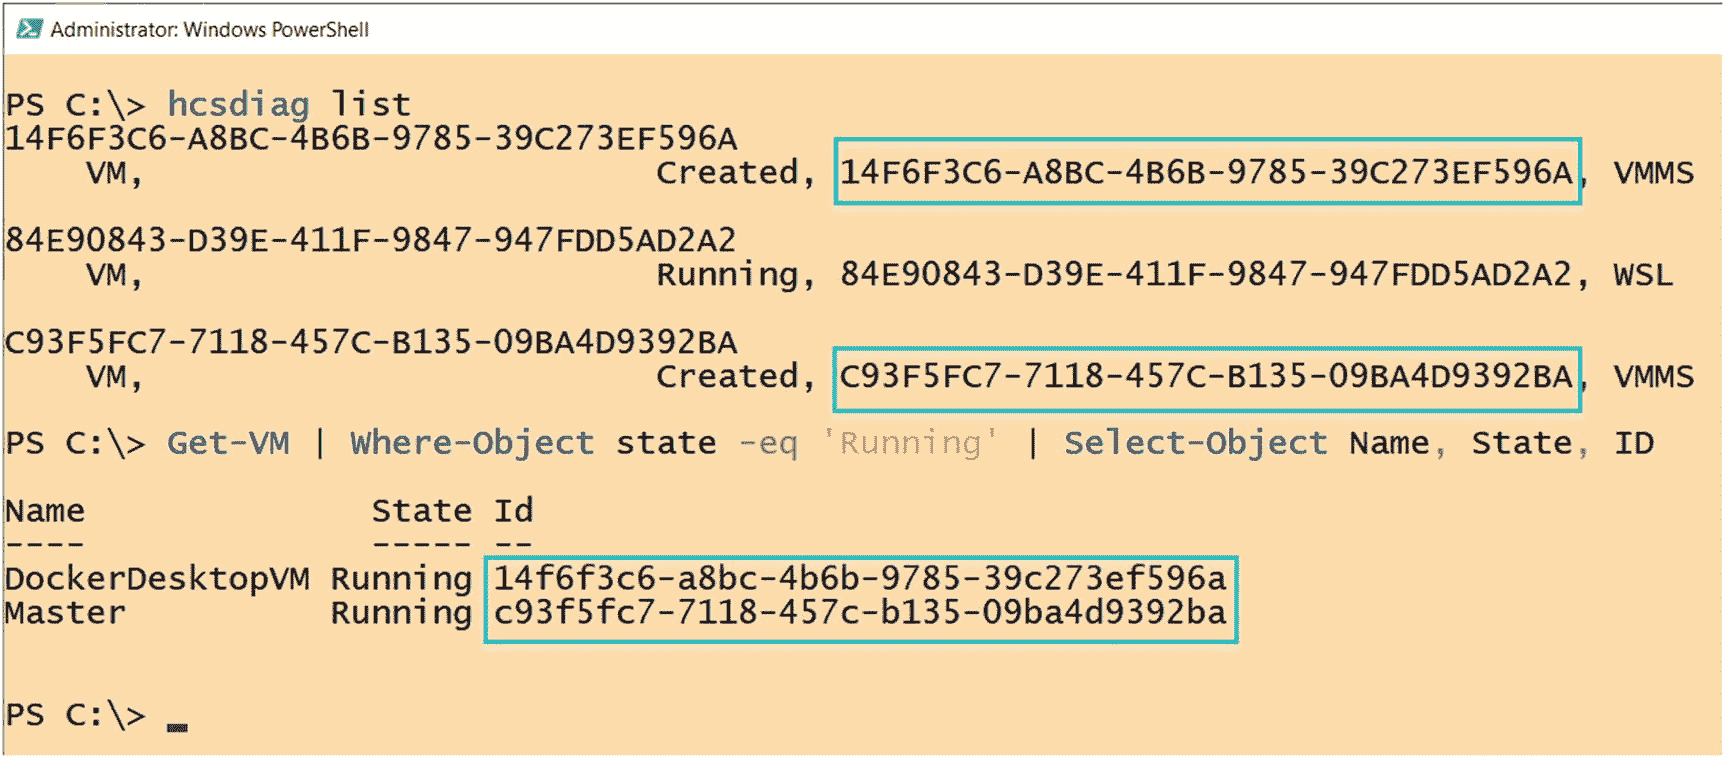 Administrator: Windows PowerShell
PS C:\> hcsdiag list
14F6F3C6-A8BC-4B6B-9785-39C273EF596A
    VM,                         Created, 14F6F3C6-A8BC-4B6B-9785-39C273EF596A, VMMS
84E90843-D39E-411F-9847-947FDD5AD2A2
    VM,                         Running, 84E90843-D39E-411F-9847-947FDD5AD2A2, WSL
C93F5FC7-7118-457C-B135-09BA4D9392BA
    VM,                         Created, C93F5FC7-7118-457C-B135-09BA4D9392BA, VMMS
PS C:\> Get-VM | Where-Object state -eq 'Running' | Select-Object Name, State, ID
Name              State Id
----              ----- --
DockerDesktopVM Running 14f6f3c6-a8bc-4b6b-9785-39c273ef596a
Master          Running c93f5fc7-7118-457c-b135-09ba4d9392ba
PS C:\> _